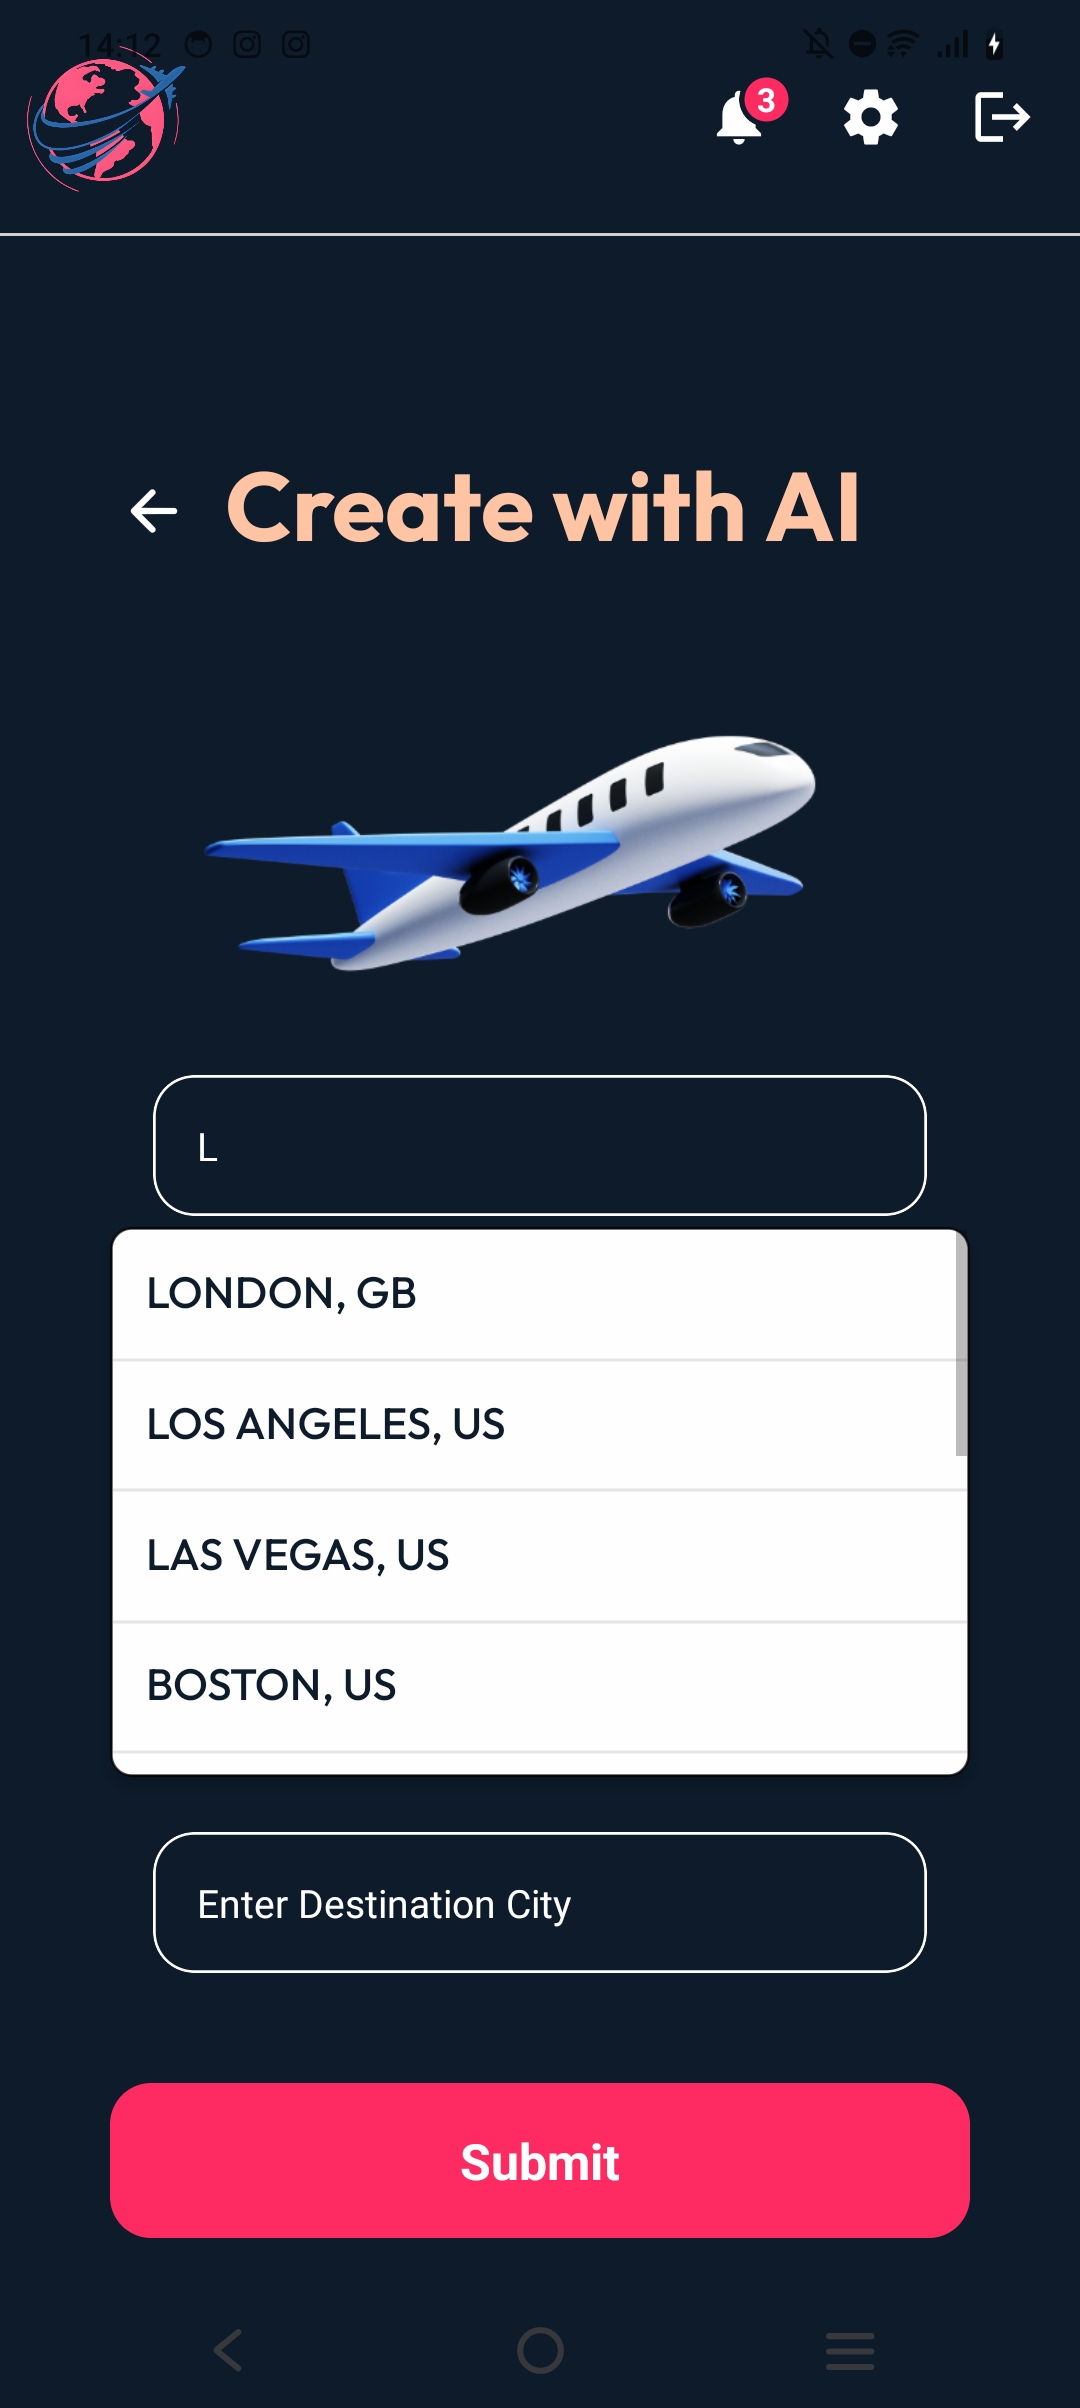 14:12
3
Create with AI
L
LONDON, GB
LOS ANGELES, US
LAS VEGAS, US
BOSTON, US
Enter Destination City
Submit